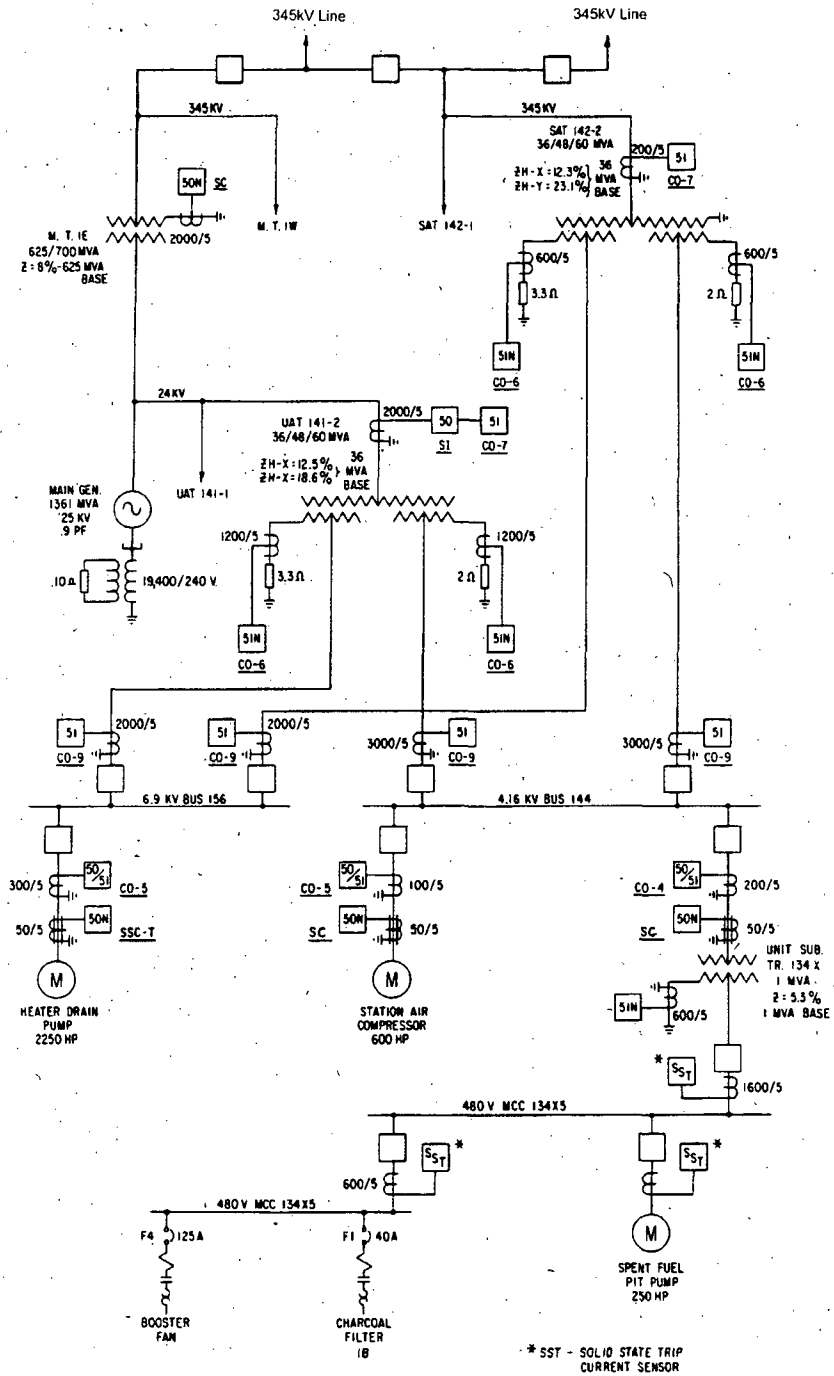 345kV Line
345kV Line
345KV
345KV
SAT 142-2
36/48/60 MVA
200/5
51
CO-7
ZH-X=12.3%
ZH-Y=23.1%
36
MVA
BASE
50N
SC
2000/5
M. T. 1E
625/700 MVA
Z=8%-625 MVA
BASE
M. T. 1W
SAT 142-1
600/5
3.3Ω
51N
CO-6
600/5
2Ω
51N
CO-6
24KV
UAT 141-2
36/48/60 MVA
2000/5
50
S1
51
CO-7
ZH-X=12.5%
ZH-X=18.6%
36
MVA
BASE
UAT 141-1
MAIN GEN.
1361 MVA
25 KV
.9 PF
10Ω
19,400/240 V.
1200/5
3.3Ω
51N
CO-6
1200/5
2Ω
51N
CO-6
51
CO-9
2000/5
51
CO-9
2000/5
3000/5
51
CO-9
3000/5
51
CO-9
6.9 KV BUS 156
4.16 KV BUS 144
300/5
50/51
CO-5
50/5
50N
SSC-T
M
HEATER DRAIN
PUMP
2250 HP
50/51
CO-5
100/5
50N
SC
50/5
M
STATION AIR
COMPRESSOR
600 HP
50/51
CO-4
200/5
50N
SC
50/5
UNIT SUB.
TR. 134 X
1 MVA
Z=5.3%
1 MVA BASE
51N
600/5
* SST
1600/5
480 V MCC 134X5
600/5
SST *
SST *
480 V MCC 134X5
F4
125A
F1
40A
M
SPENT FUEL
PIT PUMP
250 HP
BOOSTER
FAN
CHARCOAL
FILTER
1B
* SST - SOLID STATE TRIP
CURRENT SENSOR